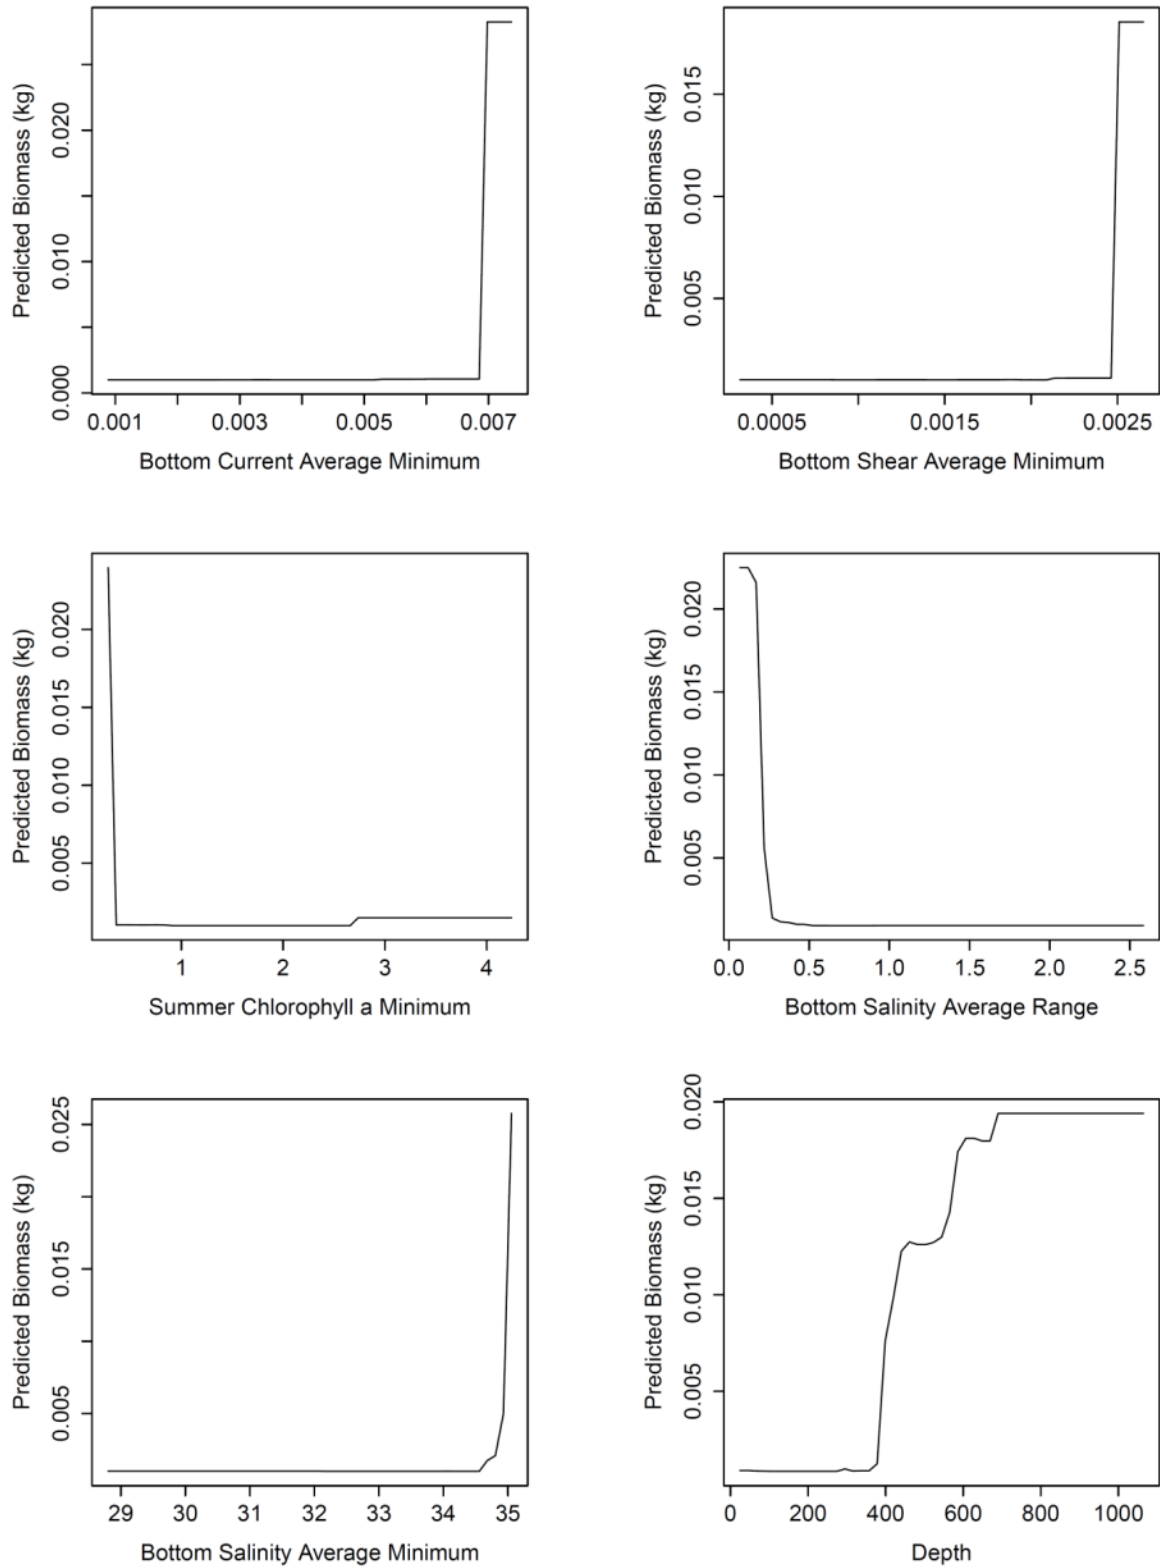 Predicted Biomass (kg)
0.000 0.010 0.020
0.001 0.003 0.005 0.007
Bottom Current Average Minimum
Predicted Biomass (kg)
0.005 0.010 0.015
0.0005 0.0015 0.0025
Bottom Shear Average Minimum
Predicted Biomass (kg)
0.005 0.010 0.015 0.020
1 2 3 4
Summer Chlorophyll a Minimum
Predicted Biomass (kg)
0.005 0.010 0.015 0.020
0.0 0.5 1.0 1.5 2.0 2.5
Bottom Salinity Average Range
Predicted Biomass (kg)
0.005 0.015 0.025
29 30 31 32 33 34 35
Bottom Salinity Average Minimum
Predicted Biomass (kg)
0.005 0.010 0.015 0.020
0 200 400 600 800 1000
Depth